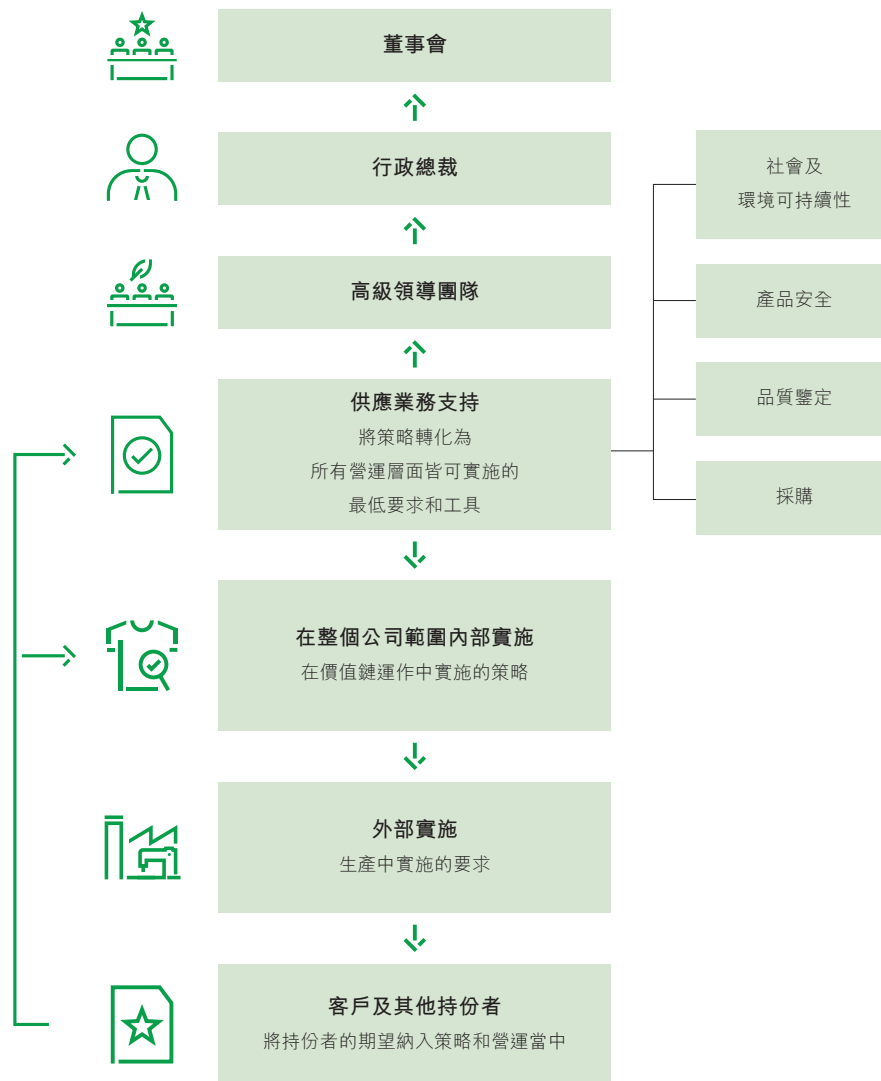 董事會
行政總裁
高級領導團隊
供應業務支持
將策略轉化為
所有營運層面皆可實施的
最低要求和工具
社會及
環境可持續性
產品安全
品質鑒定
採購
在整個公司範圍內部實施
在價值鏈運作中實施的策略
外部實施
生產中實施的要求
客戶及其他持份者
將持份者的期望納入策略和營運當中